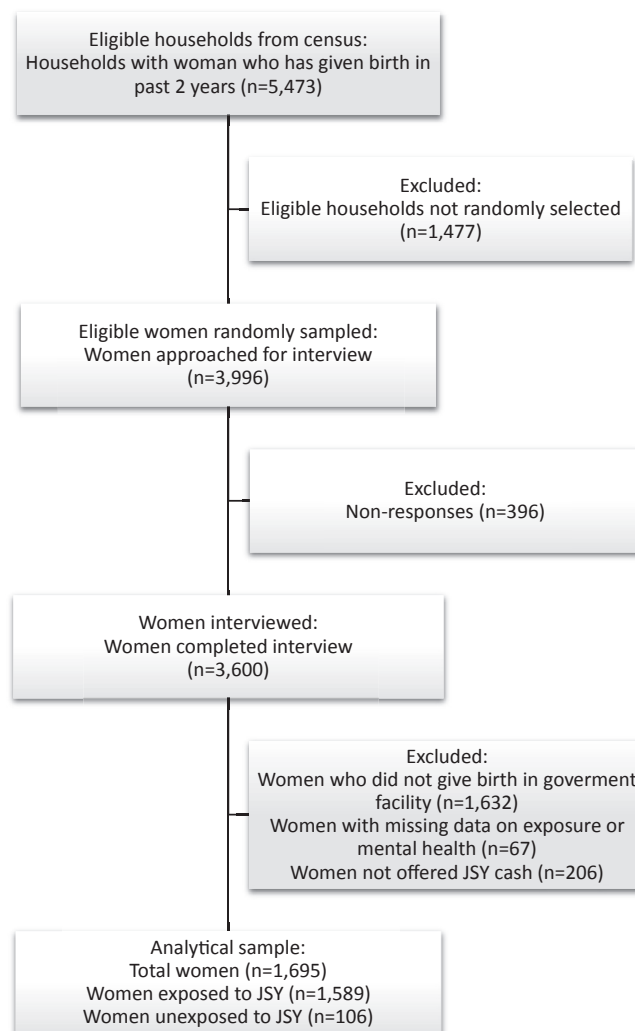 Eligible households from census:
Households with woman who has given birth in
past 2 years (n=5,473)
Excluded:
Eligible households not randomly selected
(n=1,477)
Eligible women randomly sampled:
Women approached for interview
(n=3,996)
Excluded:
Non-responses (n=396)
Women interviewed:
Women completed interview
(n=3,600)
Excluded:
Women who did not give birth in goverment
facility (n=1,632)
Women with missing data on exposure or
mental health (n=67)
Women not offered JSY cash (n=206)
Analytical sample:
Total women (n=1,695)
Women exposed to JSY (n=1,589)
Women unexposed to JSY (n=106)